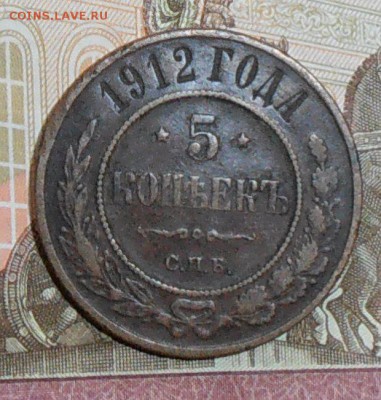 COINS.LAVE.RU
1912 ГОДА
5
КОПѢЕКЪ
С.П.Б.